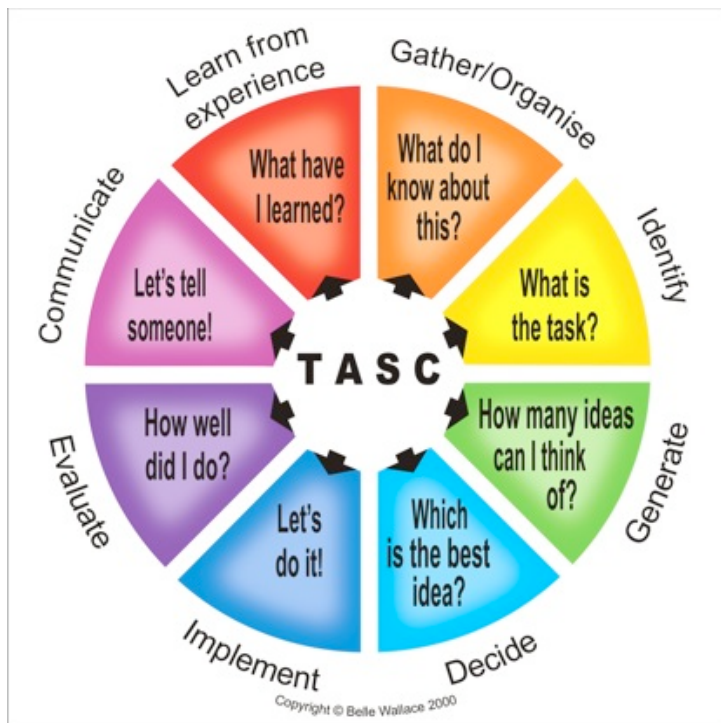 Gather/Organise
What do I
know about
this?
Identify
What is
the task?
Generate
How many ideas
can I think
of?
Decide
Which
is the best
idea?
Implement
Let's
do it!
Evaluate
How well
did I do?
Communicate
Let's tell
someone!
Learn from
experience
What have
I learned?
TASC
Copyright © Belle Wallace 2000